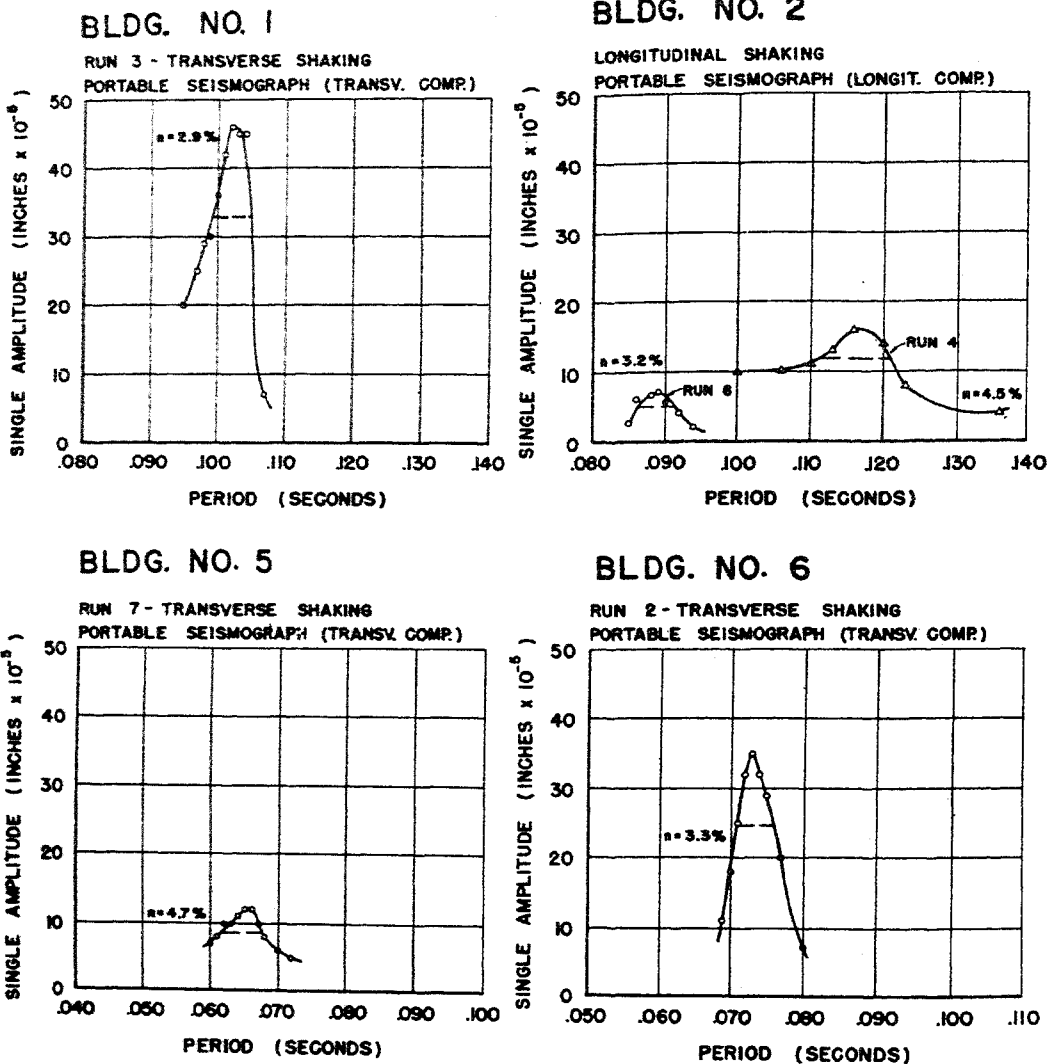 BLDG. NO. 1
RUN 3 - TRANSVERSE SHAKING
PORTABLE SEISMOGRAPH (TRANSV. COMP.)
SINGLE AMPLITUDE (INCHES x 10⁻⁵)
50
40
30
20
10
0
n=2.9%
.080 .090 .100 .110 .120 .130 .140
PERIOD (SECONDS)
BLDG. NO. 2
LONGITUDINAL SHAKING
PORTABLE SEISMOGRAPH (LONGIT. COMP.)
SINGLE AMPLITUDE (INCHES x 10⁻⁵)
50
40
30
20
10
0
n=3.2%
RUN 6
RUN 4
n=4.5%
.080 .090 .100 .110 .120 .130 .140
PERIOD (SECONDS)
BLDG. NO. 5
RUN 7 - TRANSVERSE SHAKING
PORTABLE SEISMOGRAPH (TRANSV. COMP.)
SINGLE AMPLITUDE (INCHES x 10⁻⁵)
50
40
30
20
10
0
n=4.7%
.040 .050 .060 .070 .080 .090 .100
PERIOD (SECONDS)
BLDG. NO. 6
RUN 2 - TRANSVERSE SHAKING
PORTABLE SEISMOGRAPH (TRANSV. COMP.)
SINGLE AMPLITUDE (INCHES x 10⁻⁵)
50
40
30
20
10
0
n=3.3%
.050 .060 .070 .080 .090 .100 .110
PERIOD (SECONDS)